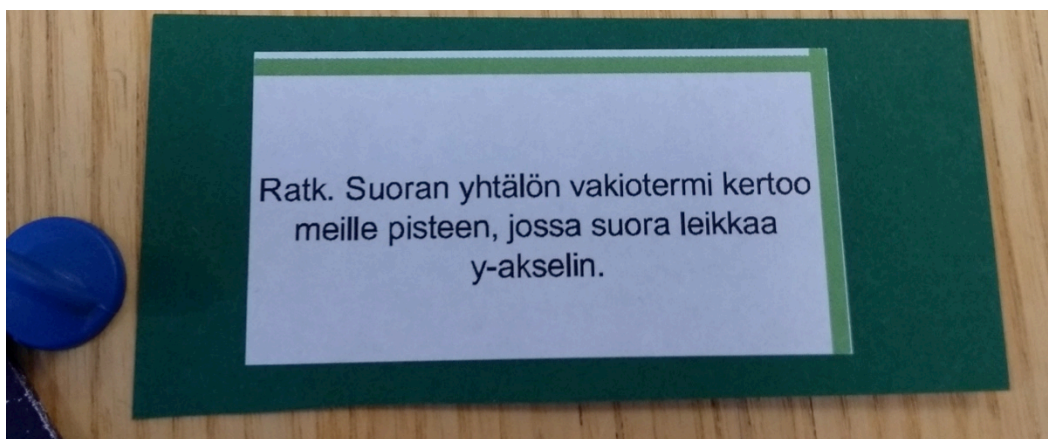 Ratk. Suoran yhtälön vakiotermi kertoo
meille pisteen, jossa suora leikkaa
y-akselin.